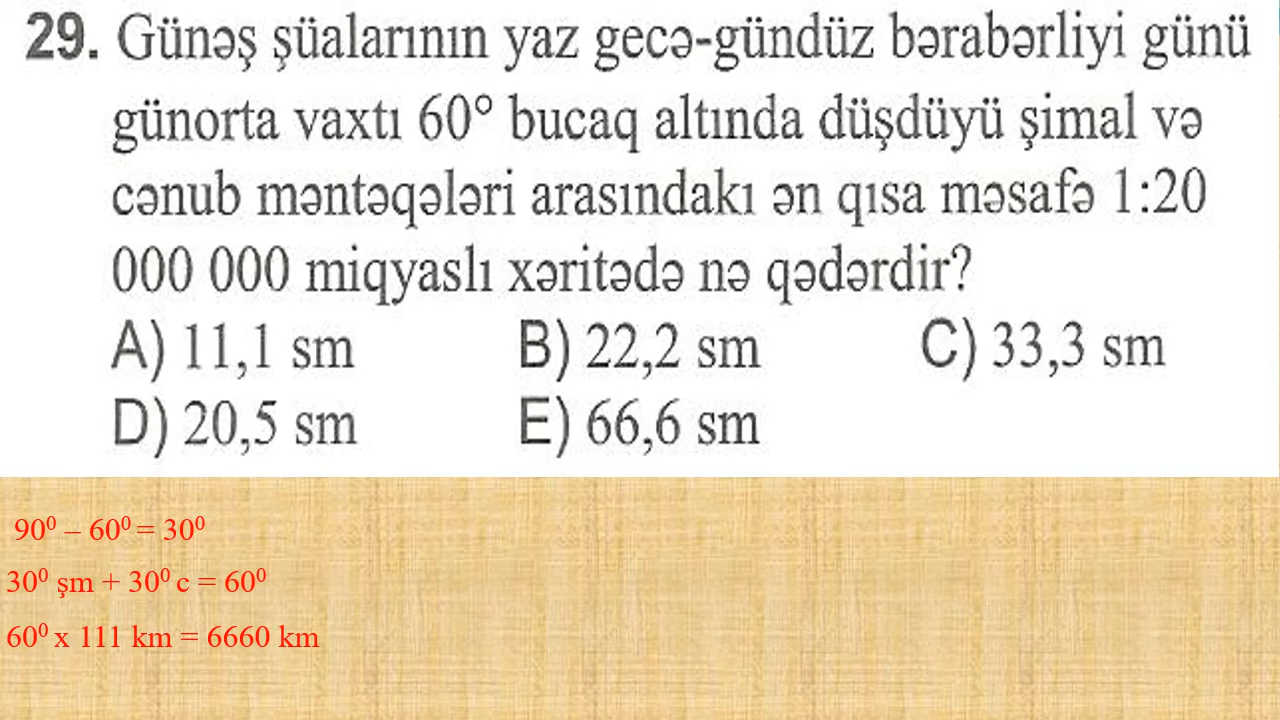 29. Günəş şüalarının yaz gecə-gündüz bərabərliyi günü
günorta vaxtı 60° bucaq altında düşdüyü şimal və
cənub məntəqələri arasındakı ən qısa məsafə 1:20
000 000 miqyaslı xəritədə nə qədərdir?
A) 11,1 sm B) 22,2 sm C) 33,3 sm
D) 20,5 sm E) 66,6 sm
90⁰ – 60⁰ = 30⁰
30⁰ şm + 30⁰ c = 60⁰
60⁰ x 111 km = 6660 km